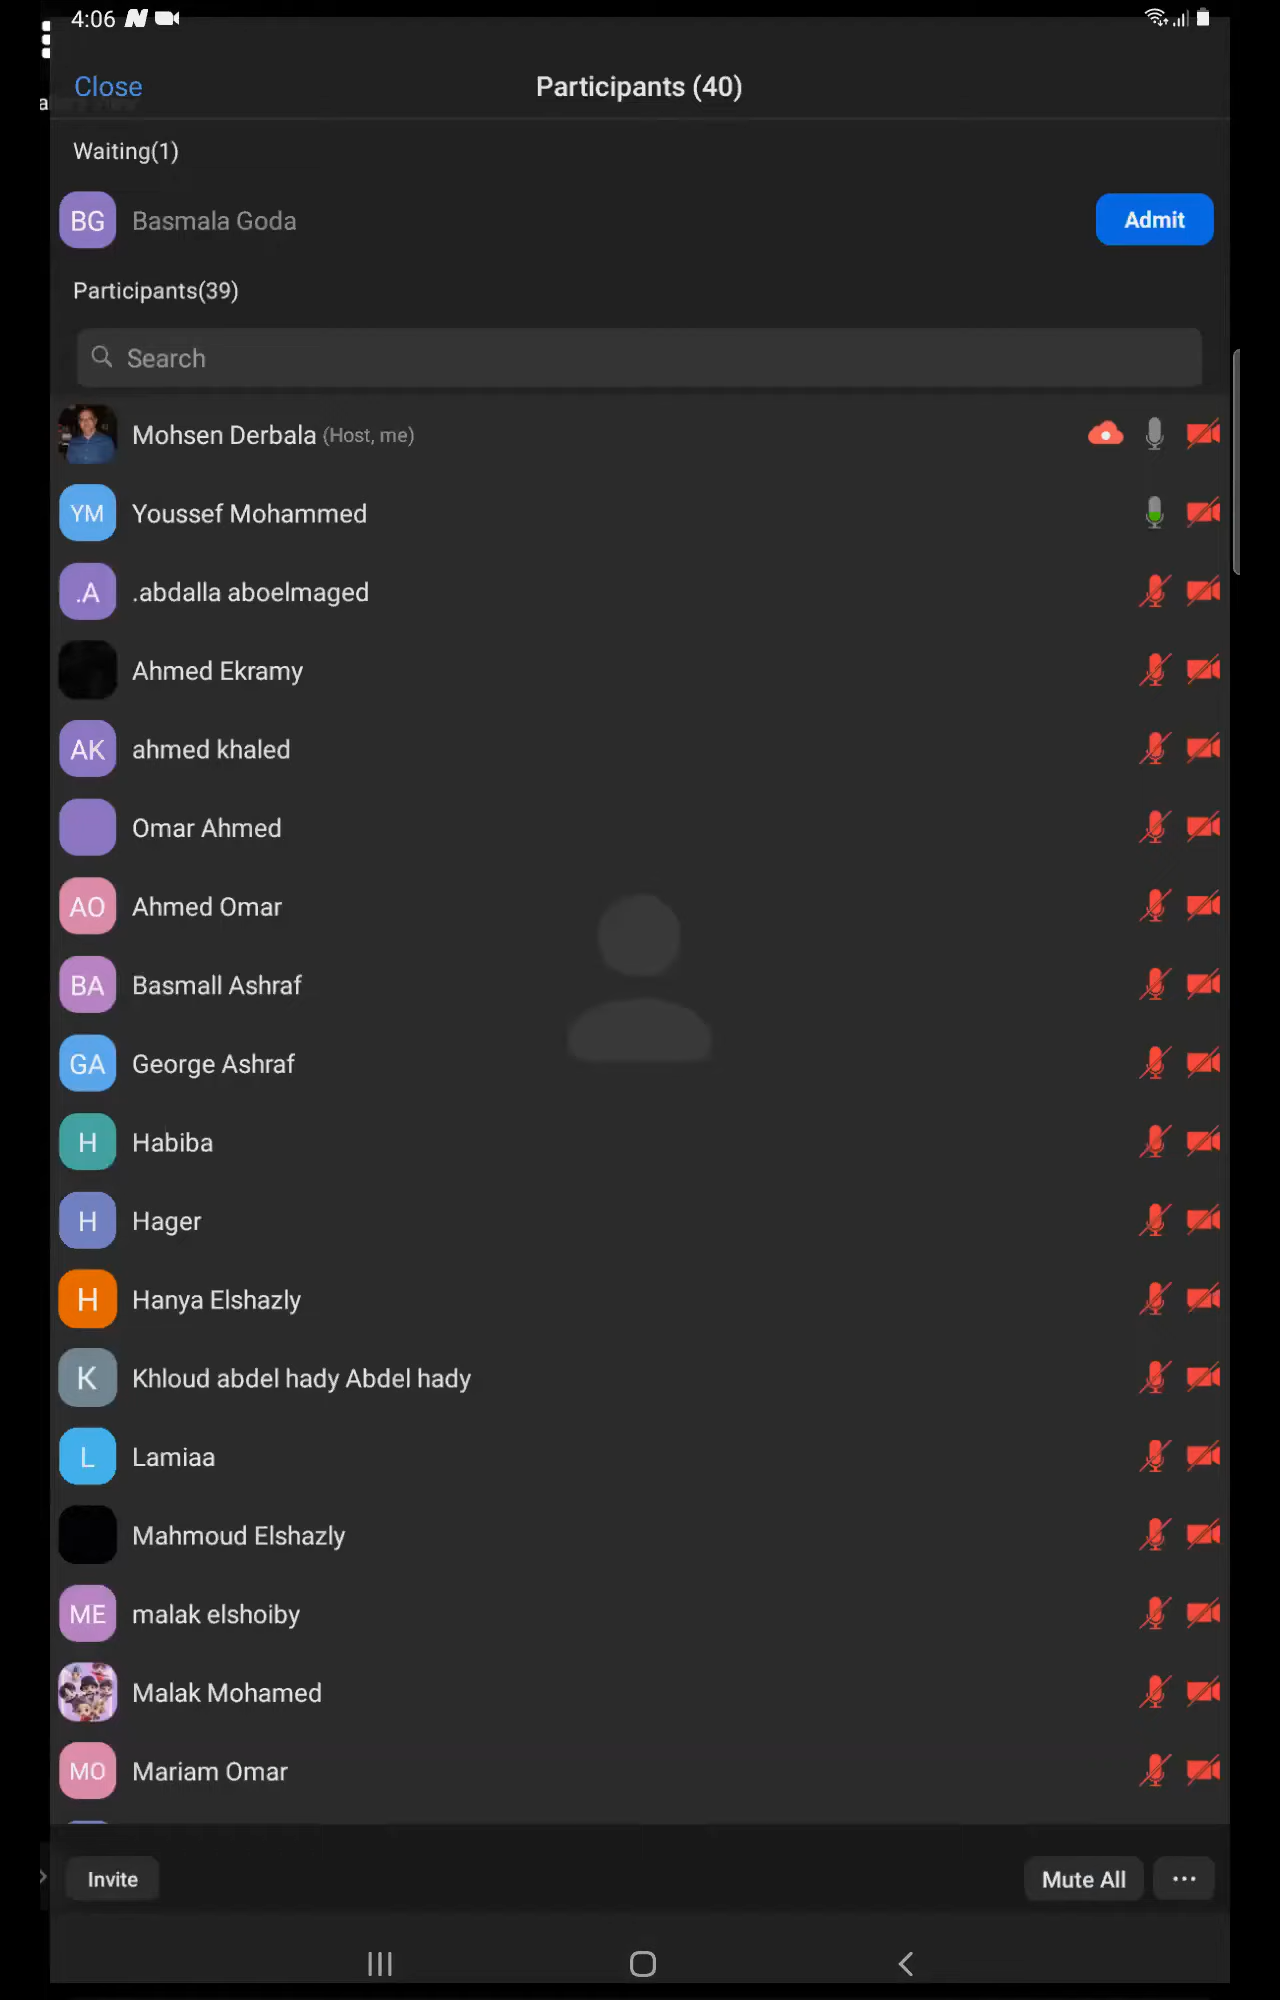 4:06
Close
Participants (40)
Waiting(1)
BG Basmala Goda Admit
Participants(39)
Search
Mohsen Derbala (Host, me)
YM Youssef Mohammed
.A .abdalla aboelmaged
Ahmed Ekramy
AK ahmed khaled
Omar Ahmed
AO Ahmed Omar
BA Basmall Ashraf
GA George Ashraf
H Habiba
H Hager
H Hanya Elshazly
K Khloud abdel hady Abdel hady
L Lamiaa
Mahmoud Elshazly
ME malak elshoiby
Malak Mohamed
MO Mariam Omar
Invite Mute All ...